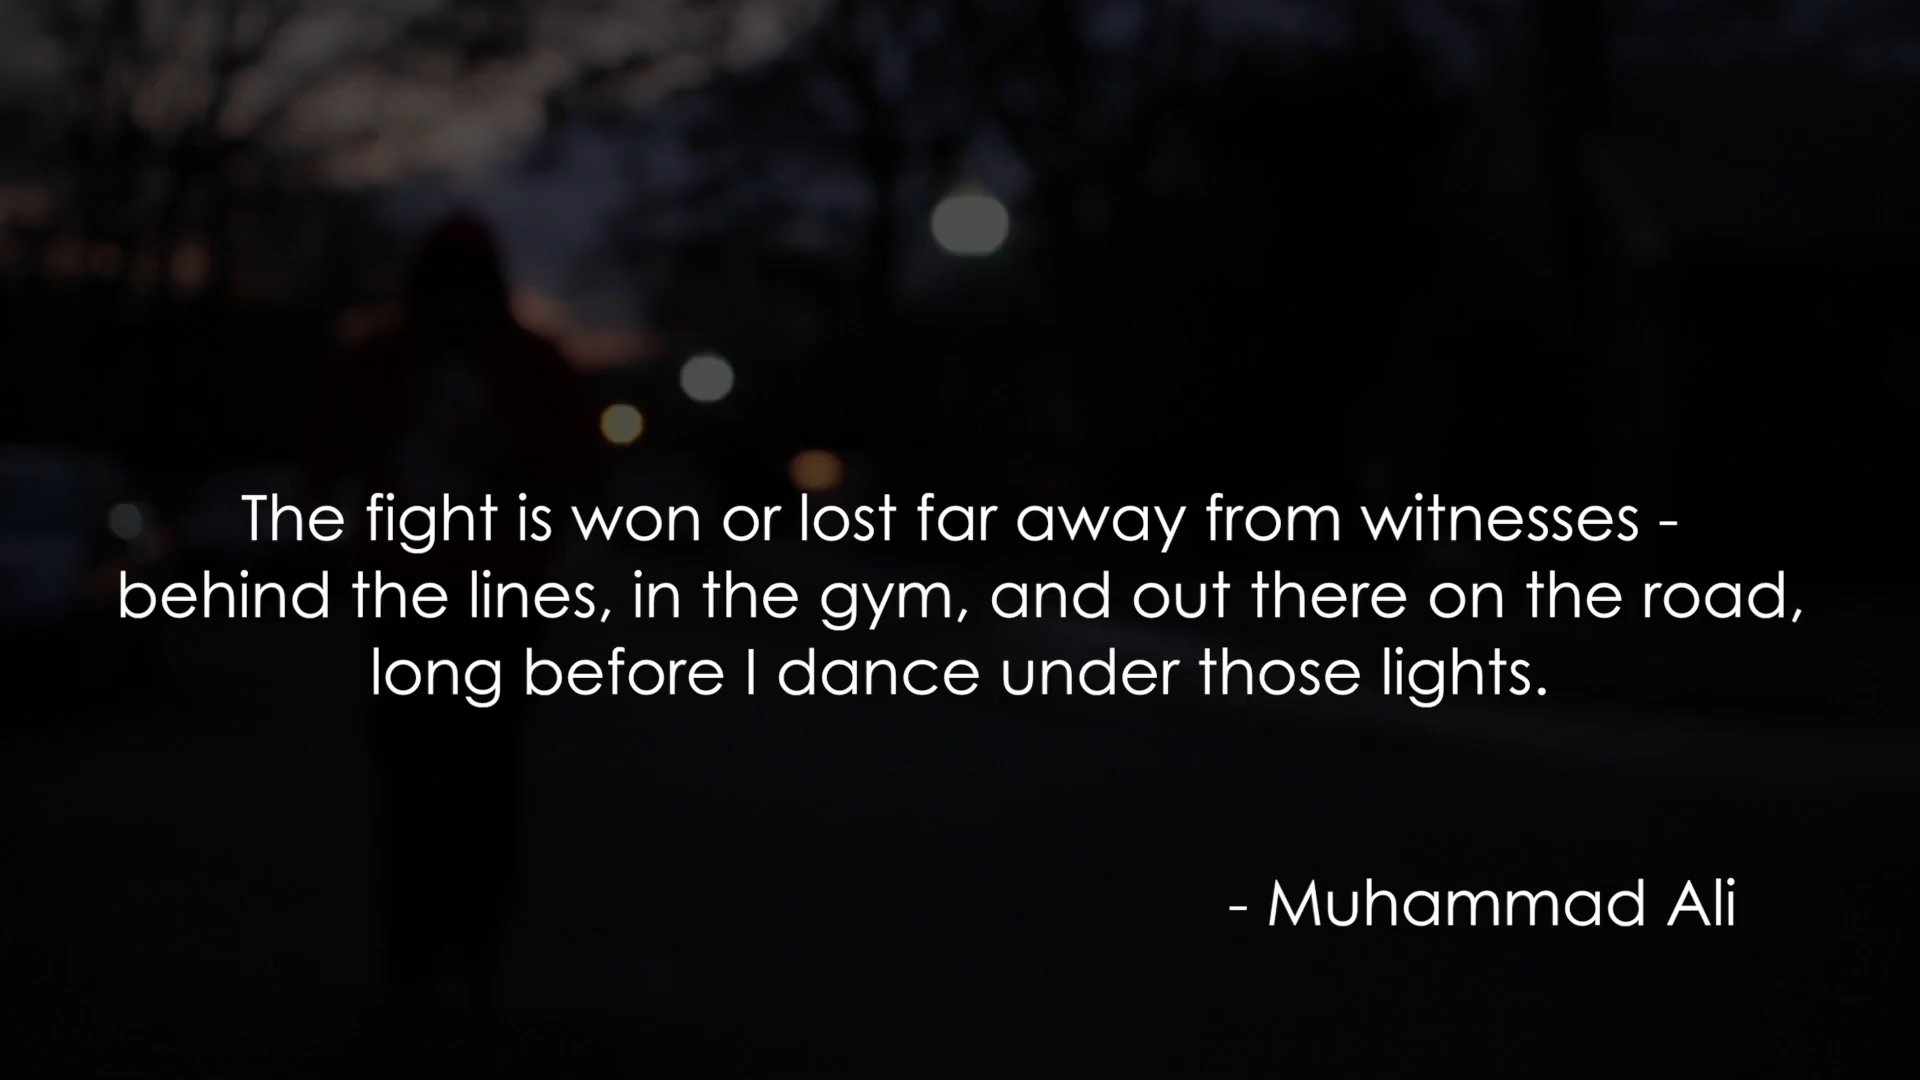 The fight is won or lost far away from witnesses -
behind the lines, in the gym, and out there on the road,
long before I dance under those lights.
- Muhammad Ali